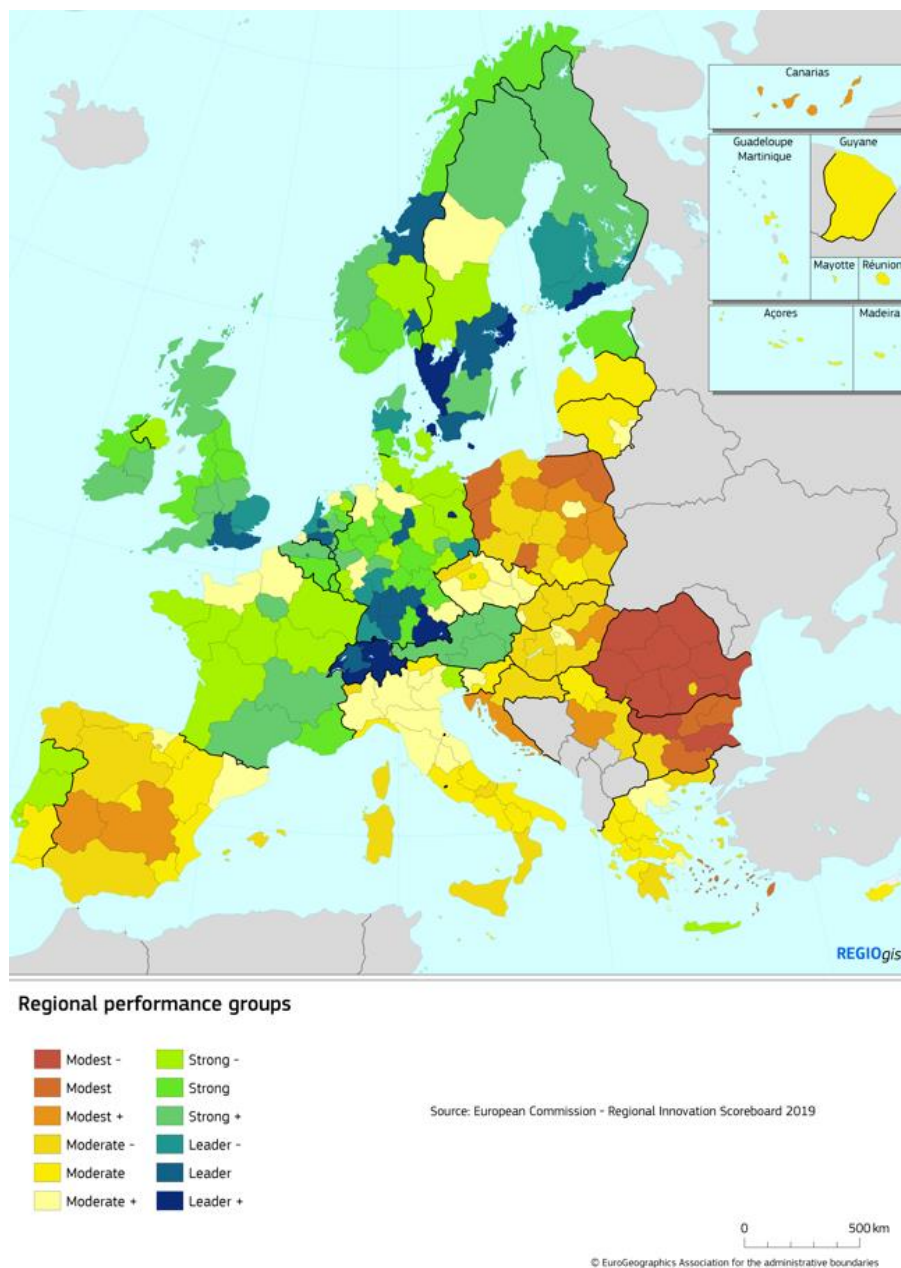 Canarias
Guadeloupe
Martinique
Guyane
Mayotte
Réunion
Açores
Madeira
REGIOgis
Regional performance groups
Modest -
Modest
Modest +
Moderate -
Moderate
Moderate +
Strong -
Strong
Strong +
Leader -
Leader
Leader +
Source: European Commission - Regional Innovation Scoreboard 2019
0 500 km
© EuroGeographics Association for the administrative boundaries